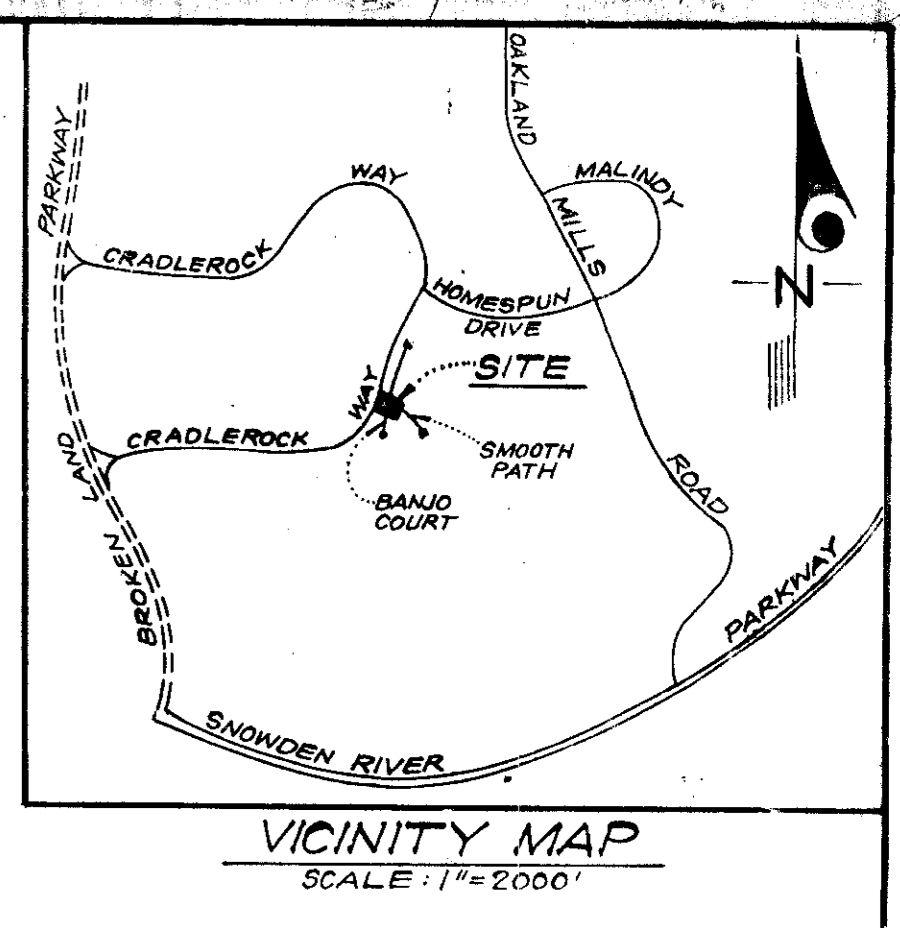 OAKLAND
MILLS
ROAD
MALINDY
PARKWAY
WAY
CRADLEROCK
HOMESPUN
DRIVE
N
SITE
WAY
CRADLEROCK
SMOOTH
PATH
BANJO
COURT
LAND
BROKEN
PARKWAY
SNOWDEN RIVER
VICINITY MAP
SCALE: 1"=2000'